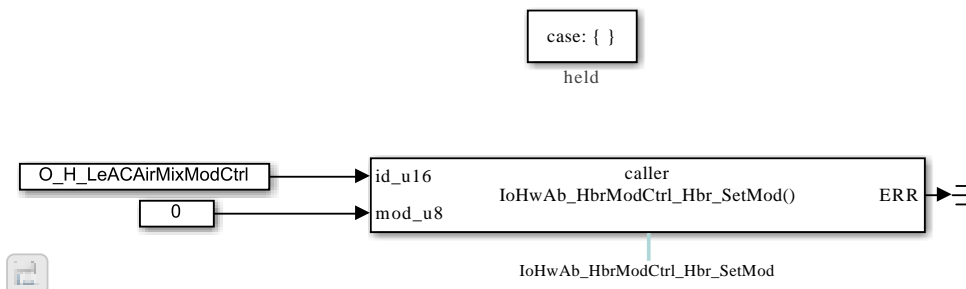 case: { }
held
O_H_LeACAirMixModCtrl
0
id_u16
mod_u8
caller
IoHwAb_HbrModCtrl_Hbr_SetMod()
ERR
IoHwAb_HbrModCtrl_Hbr_SetMod